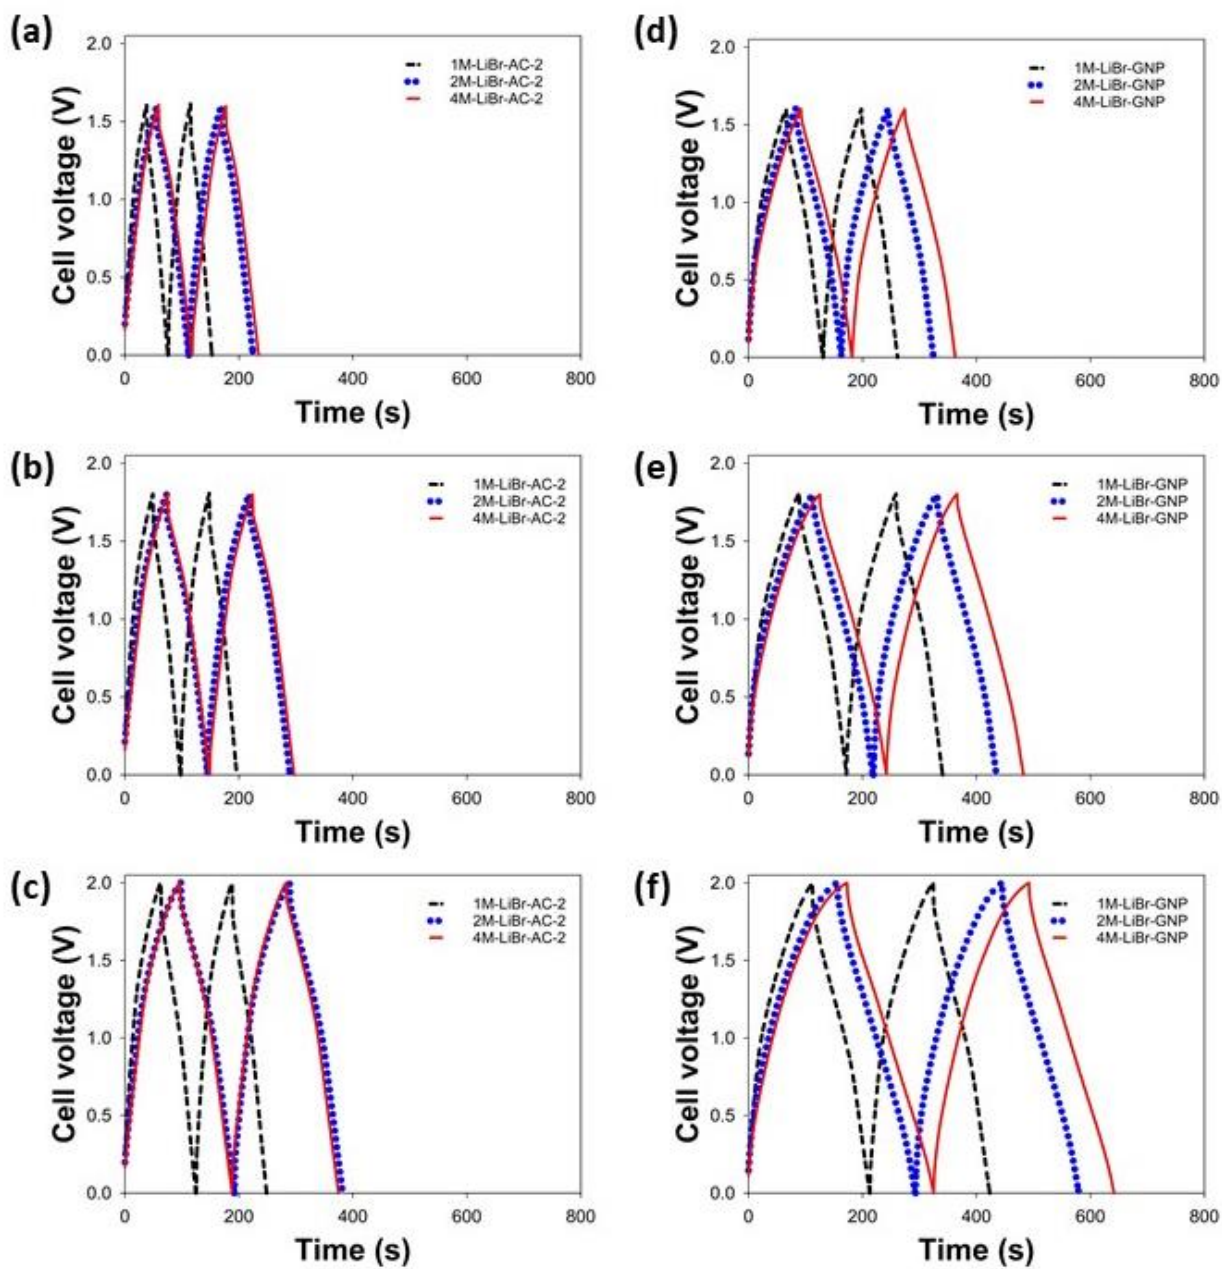 (a)
2.0
1.5
1.0
0.5
0.0
Cell voltage (V)
1M-LiBr-AC-2
2M-LiBr-AC-2
4M-LiBr-AC-2
0 200 400 600 800
Time (s)
(d)
2.0
1.5
1.0
0.5
0.0
Cell voltage (V)
1M-LiBr-GNP
2M-LiBr-GNP
4M-LiBr-GNP
0 200 400 600 800
Time (s)
(b)
2.0
1.5
1.0
0.5
0.0
Cell voltage (V)
1M-LiBr-AC-2
2M-LiBr-AC-2
4M-LiBr-AC-2
0 200 400 600 800
Time (s)
(e)
2.0
1.5
1.0
0.5
0.0
Cell voltage (V)
1M-LiBr-GNP
2M-LiBr-GNP
4M-LiBr-GNP
0 200 400 600 800
Time (s)
(c)
2.0
1.5
1.0
0.5
0.0
Cell voltage (V)
1M-LiBr-AC-2
2M-LiBr-AC-2
4M-LiBr-AC-2
0 200 400 600 800
Time (s)
(f)
2.0
1.5
1.0
0.5
0.0
Cell voltage (V)
1M-LiBr-GNP
2M-LiBr-GNP
4M-LiBr-GNP
0 200 400 600 800
Time (s)